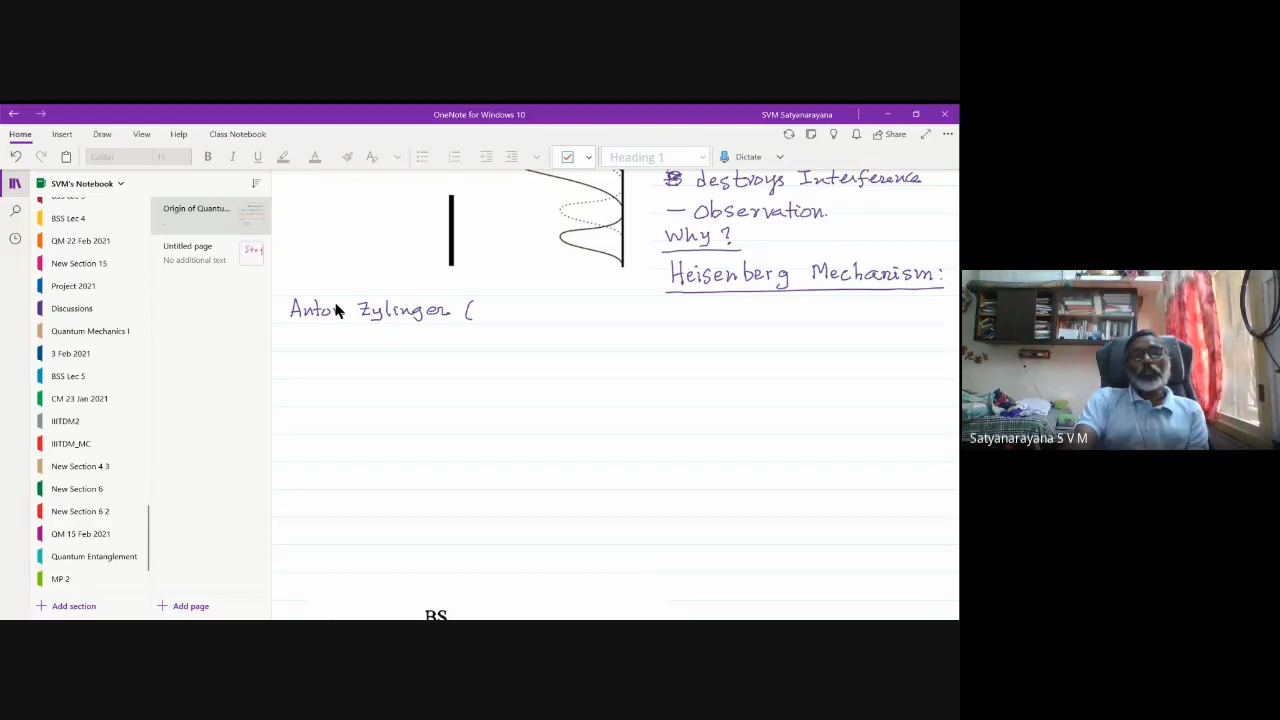 OneNote for Windows 10
SVM Satyanarayana
Home Insert Draw View Help Class Notebook
Share
Calibri 11 B I U A Heading 1 Dictate
SVM's Notebook
BSS Lec 4
QM 22 Feb 2021
New Section 15
Project 2021
Discussions
Quantum Mechanics I
3 Feb 2021
BSS Lec 5
CM 23 Jan 2021
IIITDM2
IIITDM_MC
New Section 4 3
New Section 6
New Section 6 2
QM 15 Feb 2021
Quantum Entanglement
MP 2
Add section
Origin of Quantu...
Untitled page
No additional text
Add page
destroys Interference
— Observation.
Why?
Heisenberg Mechanism:
Anton Zylinger (
BS
Satyanarayana S V M